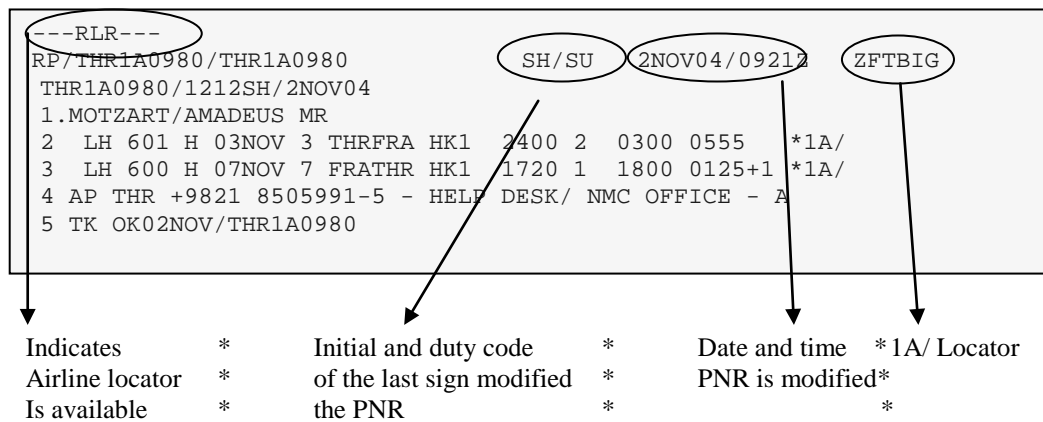 ---RLR---
RP/THR1A0980/THR1A0980 SH/SU 2NOV04/0921Z ZFTBIG
THR1A0980/1212SH/2NOV04
1.MOTZART/AMADEUS MR
2 LH 601 H 03NOV 3 THRFRA HK1 2400 2 0300 0555 *1A/
3 LH 600 H 07NOV 7 FRATHR HK1 1720 1 1800 0125+1 *1A/
4 AP THR +9821 8505991-5 - HELP DESK/ NMC OFFICE - A
5 TK OK02NOV/THR1A0980
Indicates * Initial and duty code * Date and time *1A/ Locator
Airline locator * of the last sign modified * PNR is modified*
Is available * the PNR * *